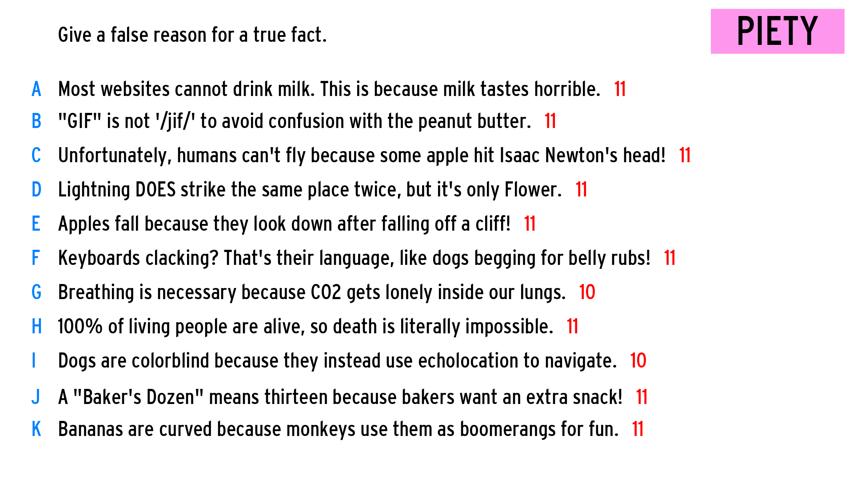 Give a false reason for a true fact.
PIETY
A Most websites cannot drink milk. This is because milk tastes horrible. 11
B "GIF" is not '/jif/' to avoid confusion with the peanut butter. 11
C Unfortunately, humans can't fly because some apple hit Isaac Newton's head! 11
D Lightning DOES strike the same place twice, but it's only Flower. 11
E Apples fall because they look down after falling off a cliff! 11
F Keyboards clacking? That's their language, like dogs begging for belly rubs! 11
G Breathing is necessary because CO2 gets lonely inside our lungs. 10
H 100% of living people are alive, so death is literally impossible. 11
I Dogs are colorblind because they instead use echolocation to navigate. 10
J A "Baker's Dozen" means thirteen because bakers want an extra snack! 11
K Bananas are curved because monkeys use them as boomerangs for fun. 11